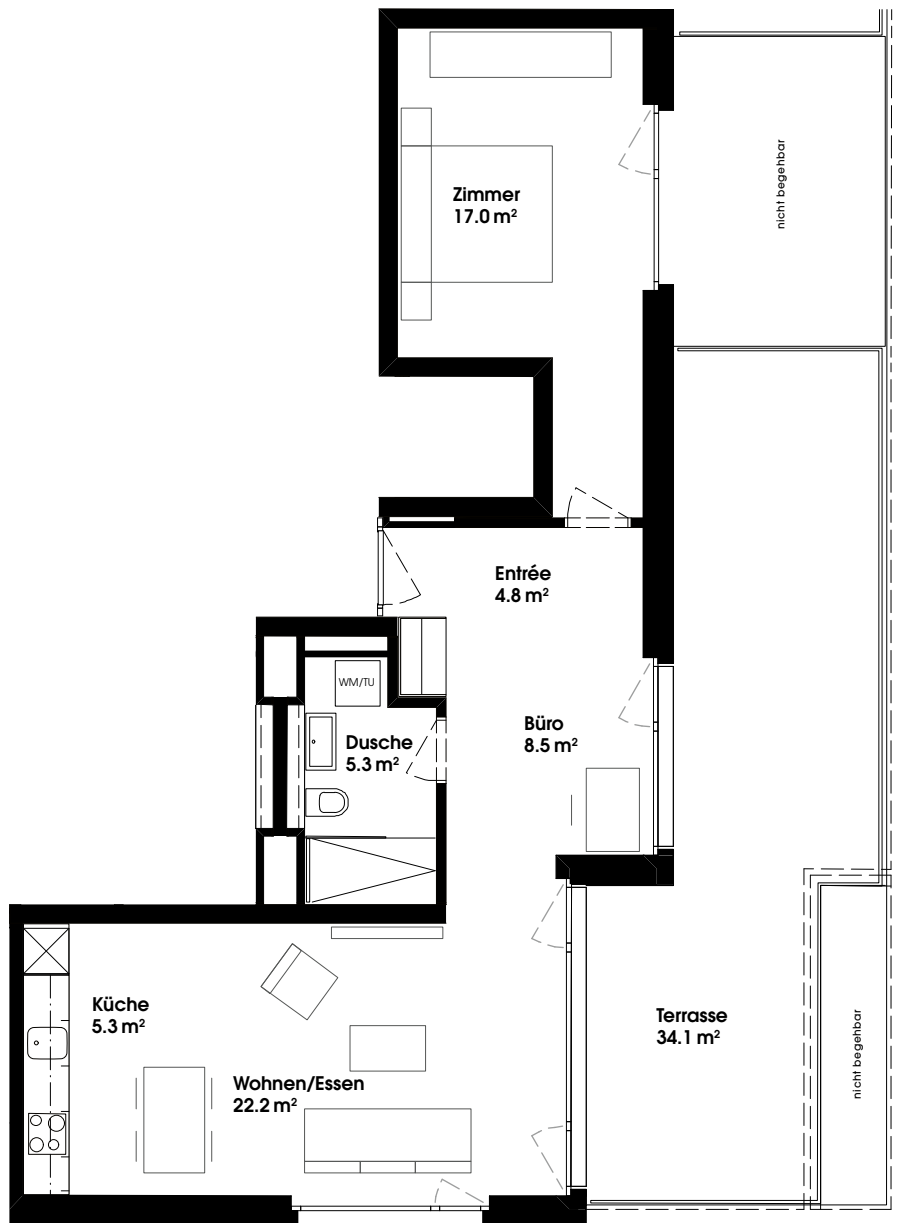 Zimmer
17.0 m²
nicht begehbar
Entrée
4.8 m²
WM/TU
Dusche
5.3 m²
Büro
8.5 m²
Küche
5.3 m²
Wohnen/Essen
22.2 m²
Terrasse
34.1 m²
nicht begehbar